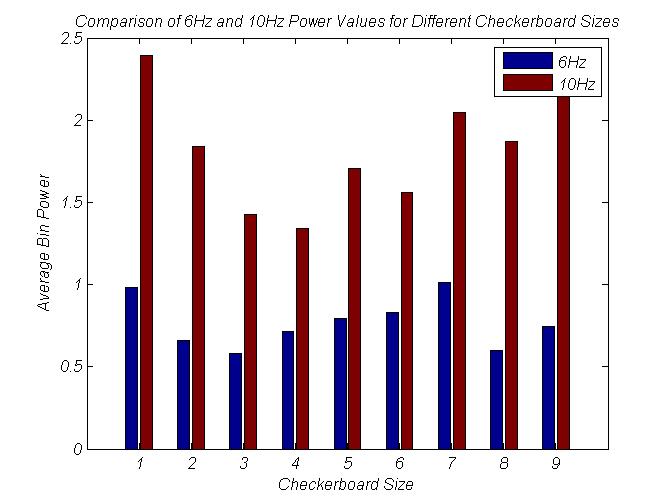 Comparison of 6Hz and 10Hz Power Values for Different Checkerboard Sizes
2.5
6Hz
10Hz
2
1.5
Average Bin Power
1
0.5
0
1 2 3 4 5 6 7 8 9
Checkerboard Size